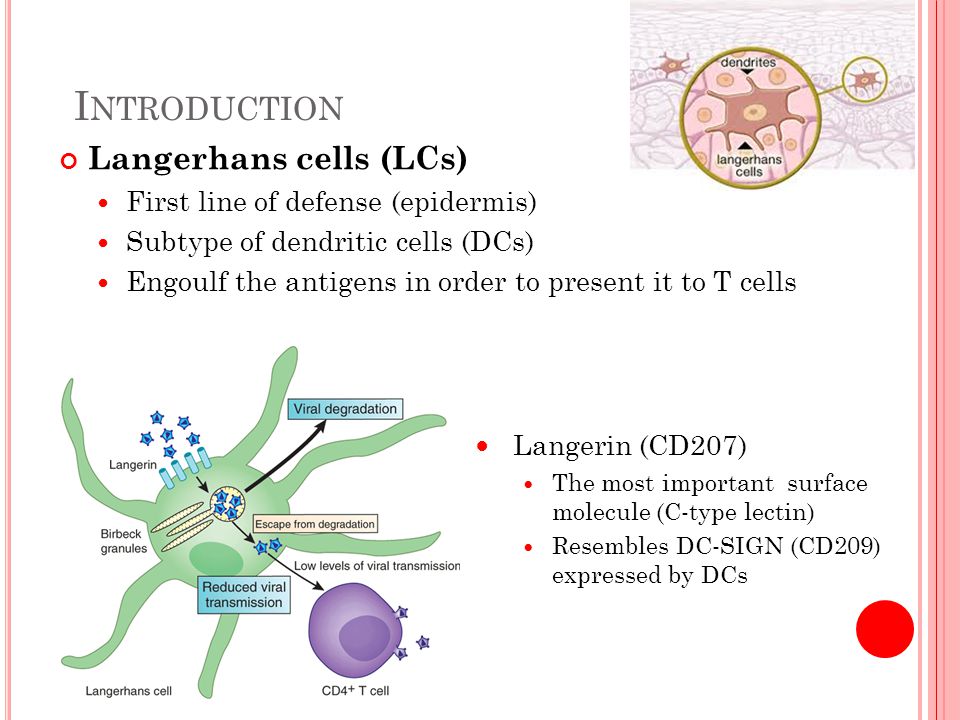 INTRODUCTION
Langerhans cells (LCs)
First line of defense (epidermis)
Subtype of dendritic cells (DCs)
Engoulf the antigens in order to present it to T cells
dendrites
langerhans
cells
Viral degradation
Langerin
Escape from degradation
Birbeck
granules
Low levels of viral transmission
Reduced viral
transmission
Langerhans cell
CD4+ T cell
Langerin (CD207)
The most important surface
molecule (C-type lectin)
Resembles DC-SIGN (CD209)
expressed by DCs